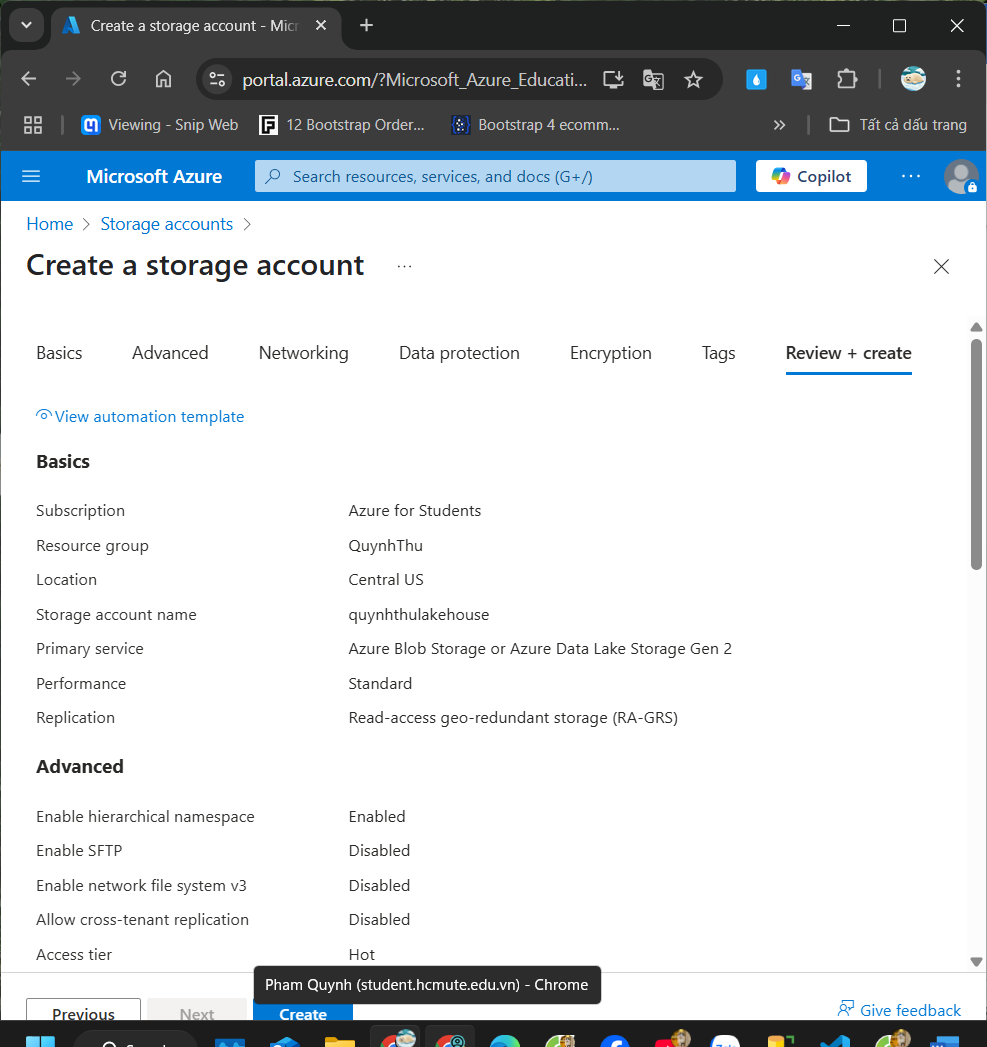 Create a storage account - Micr
portal.azure.com/?Microsoft_Azure_Educati...
Viewing - Snip Web
12 Bootstrap Order...
Bootstrap 4 ecomm...
Tất cả dấu trang
Microsoft Azure
Search resources, services, and docs (G+/)
Copilot
Home > Storage accounts >
Create a storage account
Basics
Advanced
Networking
Data protection
Encryption
Tags
Review + create
View automation template
Basics
Subscription Azure for Students
Resource group QuynhThu
Location Central US
Storage account name quynhthulakehouse
Primary service Azure Blob Storage or Azure Data Lake Storage Gen 2
Performance Standard
Replication Read-access geo-redundant storage (RA-GRS)
Advanced
Enable hierarchical namespace Enabled
Enable SFTP Disabled
Enable network file system v3 Disabled
Allow cross-tenant replication Disabled
Access tier Hot
Pham Quynh (student.hcmute.edu.vn) - Chrome
Previous
Next
Create
Give feedback